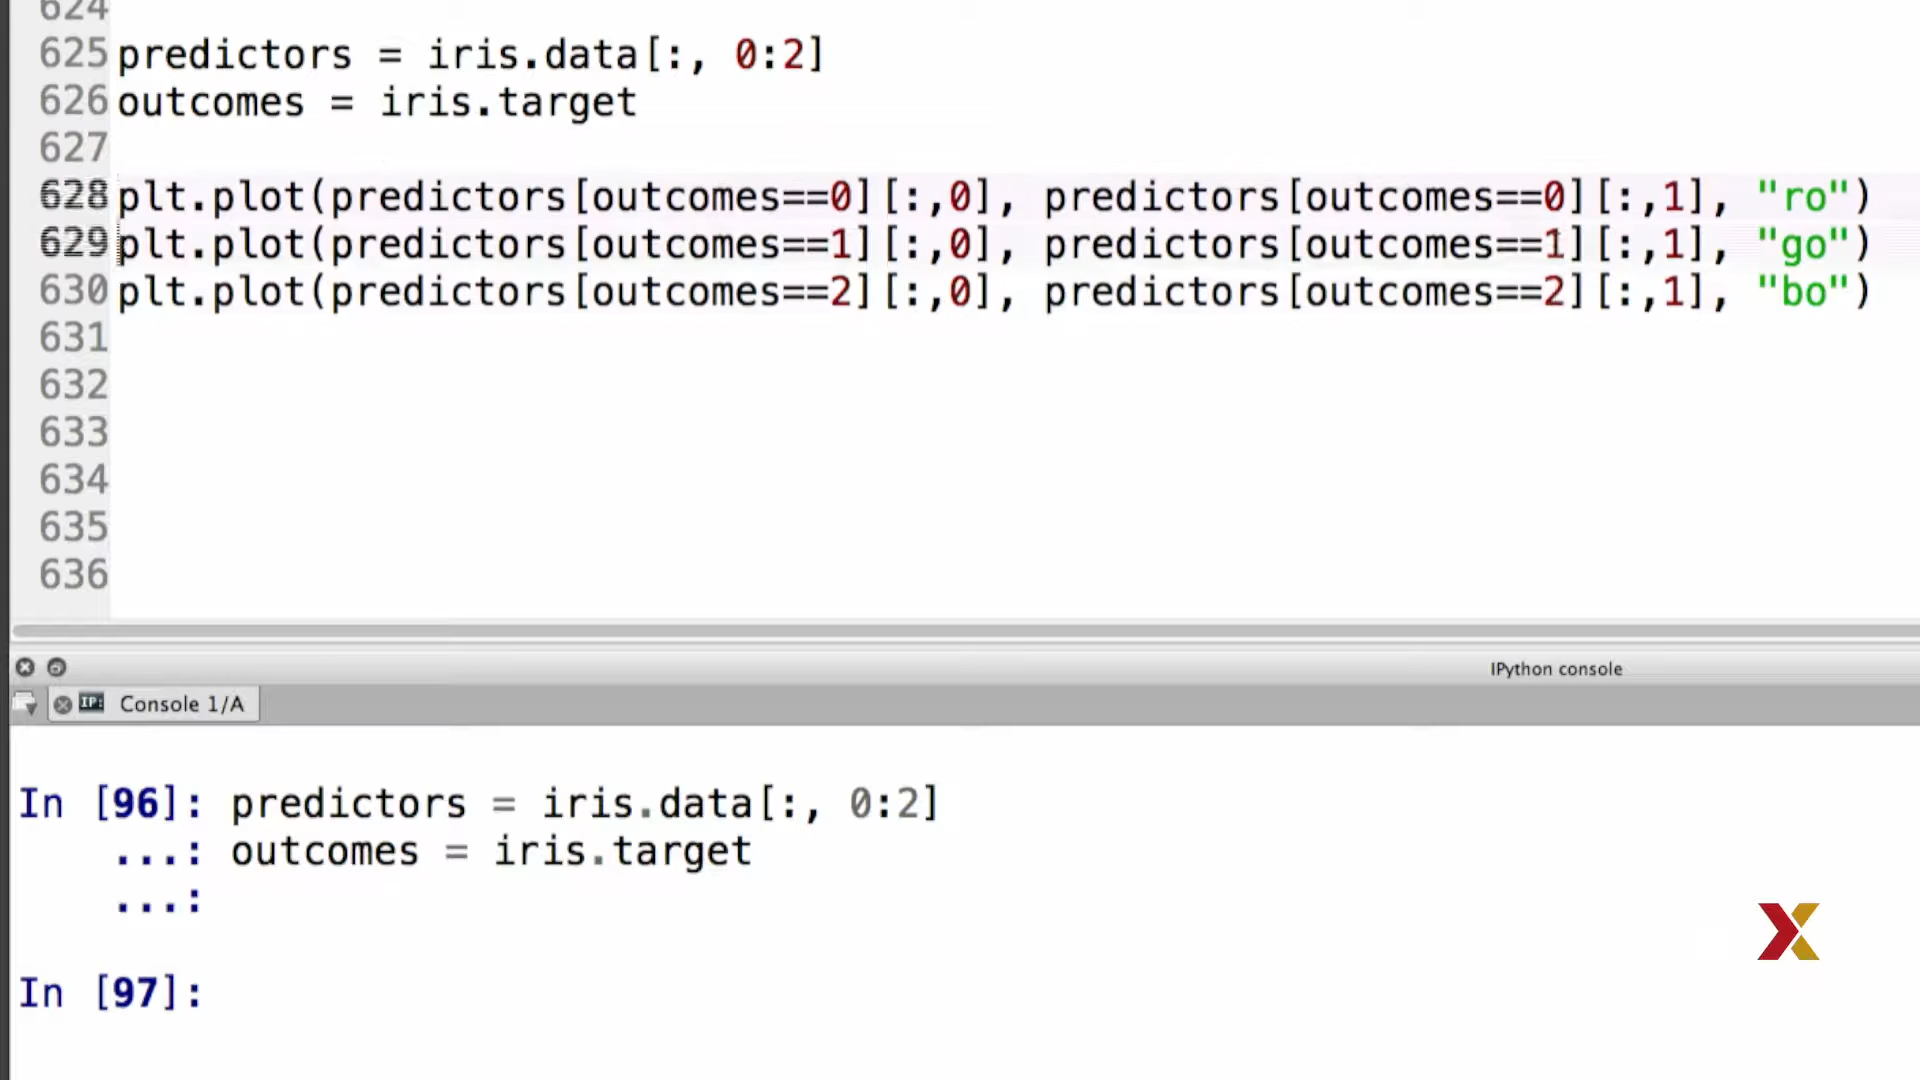 624
625 predictors = iris.data[:, 0:2]
626 outcomes = iris.target
627
628 plt.plot(predictors[outcomes==0][:,0], predictors[outcomes==0][:,1], "ro")
629 plt.plot(predictors[outcomes==1][:,0], predictors[outcomes==1][:,1], "go")
630 plt.plot(predictors[outcomes==2][:,0], predictors[outcomes==2][:,1], "bo")
631
632
633
634
635
636
IPython console
IP: Console 1/A
In [96]: predictors = iris.data[:, 0:2]
...: outcomes = iris.target
...:
In [97]: